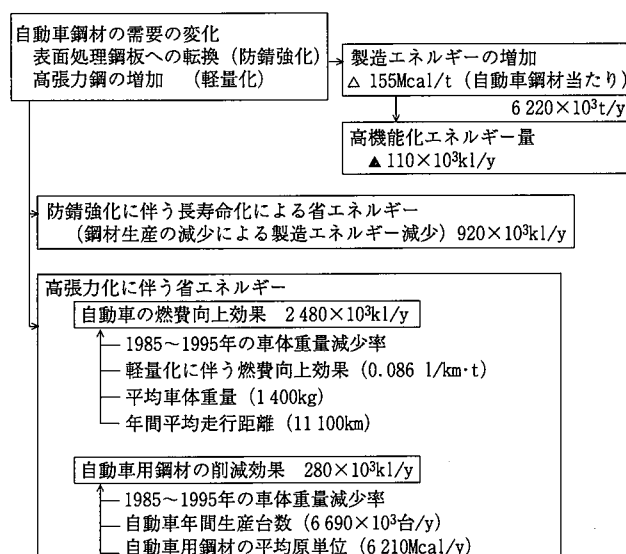 自動車鋼材の需要の変化
表面処理鋼板への転換（防錆強化）
高張力鋼の増加　（軽量化）
製造エネルギーの増加
△ 155Mcal/t（自動車鋼材当たり）
6 220×10³t/y
高機能化エネルギー量
▲ 110×10³kl/y
防錆強化に伴う長寿命化による省エネルギー
（鋼材生産の減少による製造エネルギー減少）920×10³kl/y
高張力化に伴う省エネルギー
自動車の燃費向上効果　2 480×10³kl/y
1985～1995年の車体重量減少率
軽量化に伴う燃費向上効果（0.086 l/km·t）
平均車体重量（1 400kg）
年間平均走行距離（11 100km）
自動車用鋼材の削減効果　280×10³kl/y
1985～1995年の車体重量減少率
自動車年間生産台数（6 690×10³台/y）
自動車用鋼材の平均原単位（6 210Mcal/y）